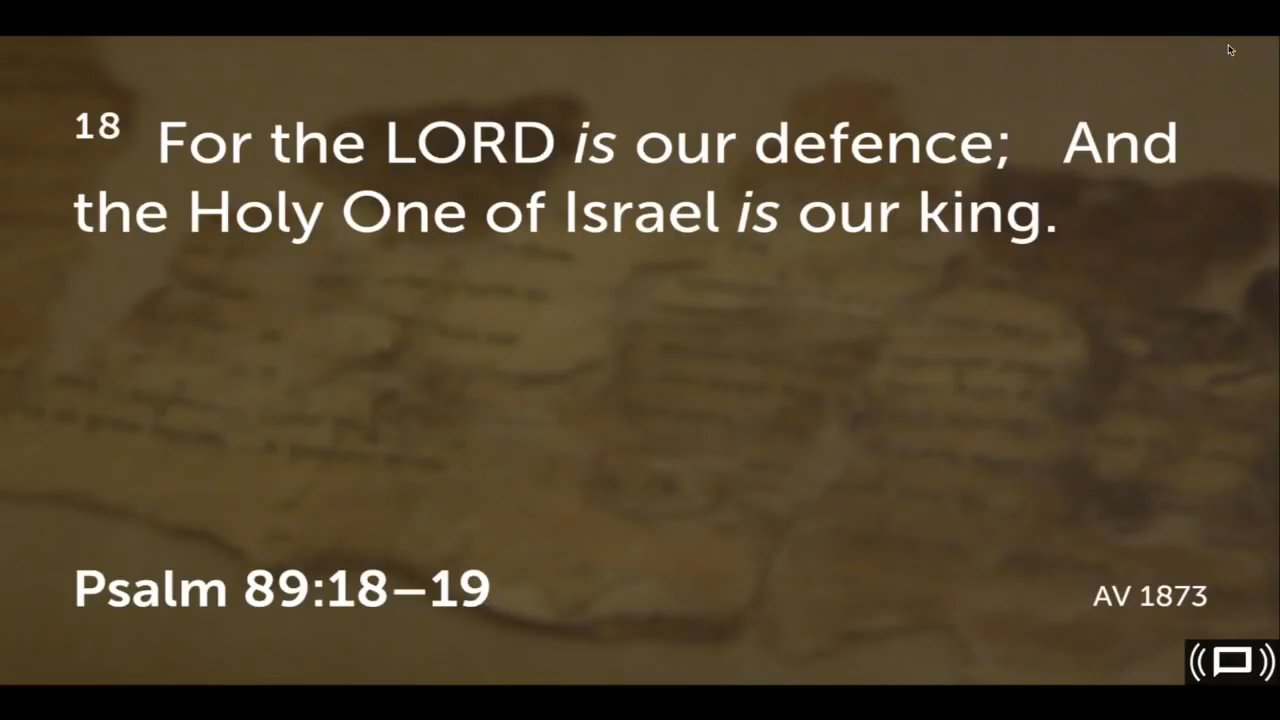 18 For the LORD is our defence; And
the Holy One of Israel is our king.
Psalm 89:18–19
AV 1873